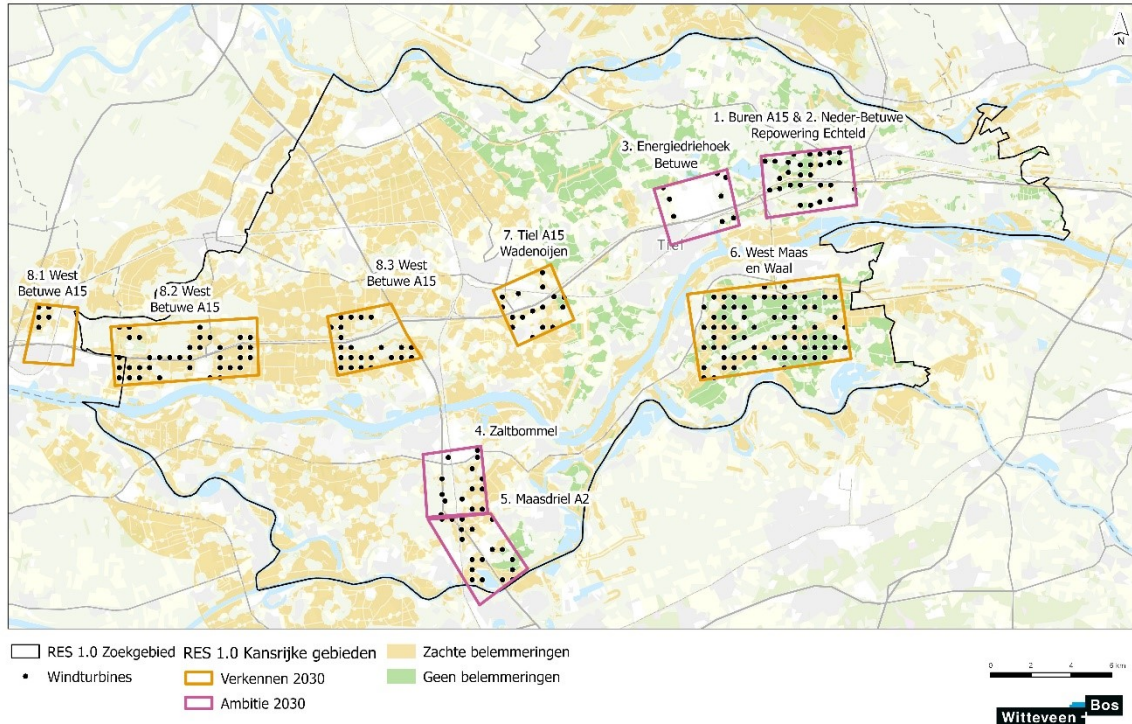 N
1. Buren A15 & 2. Neder-Betuwe
Repowering Echteld
3. Energiedriehoek
Betuwe
Tiel
7. Tiel A15
Wadenoijen
6. West Maas
en Waal
8.3 West
Betuwe A15
8.1 West
Betuwe A15
8.2 West
Betuwe A15
4. Zaltbommel
5. Maasdriel A2
RES 1.0 Zoekgebied
Windturbines
RES 1.0 Kansrijke gebieden
Verkennen 2030
Ambitie 2030
Zachte belemmeringen
Geen belemmeringen
0 2 4 6 km
Witteveen + Bos